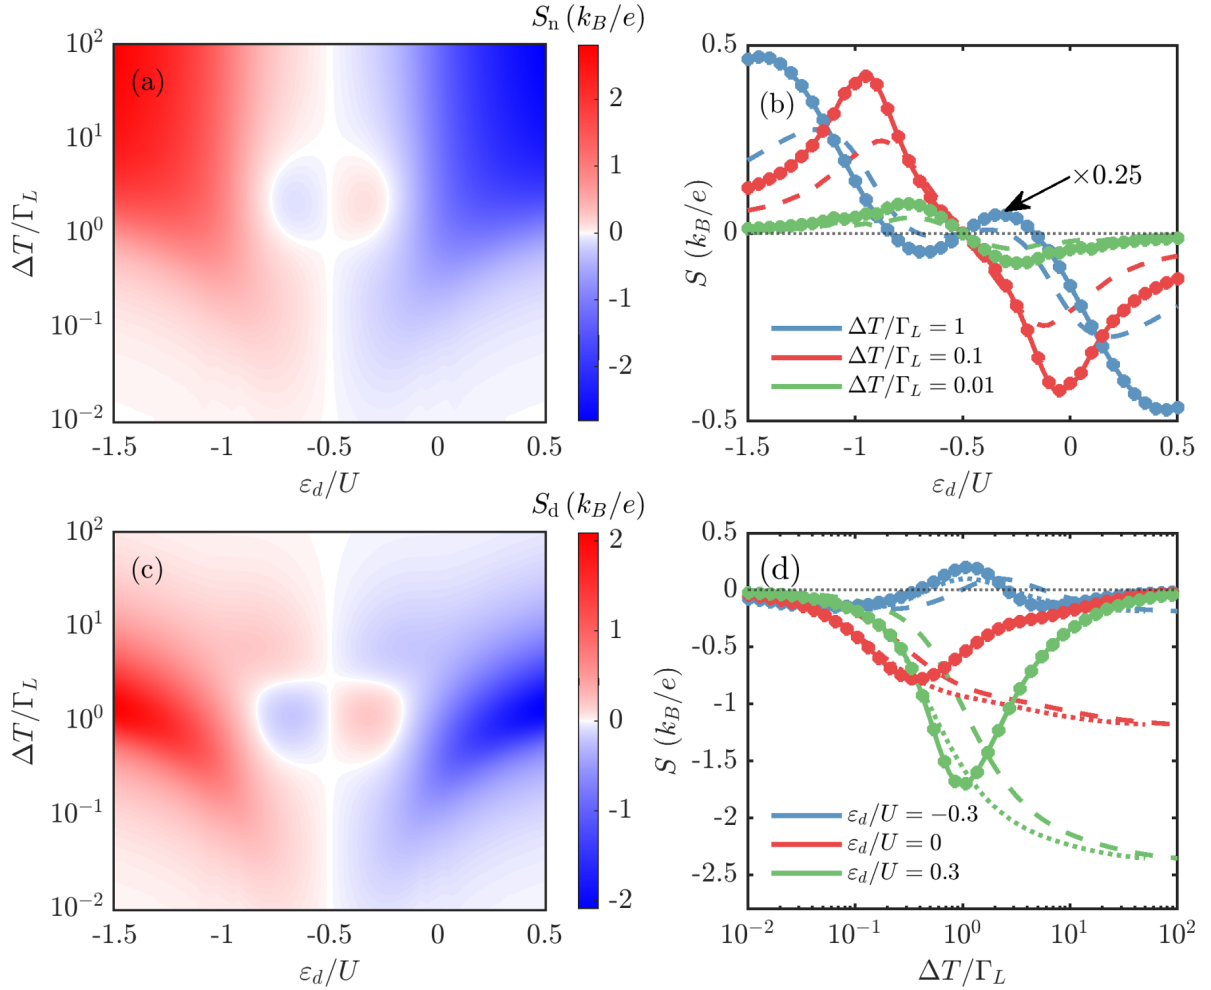 S_n (k_B/e)
(a)
10^2
10^1
10^0
10^-1
10^-2
ΔT/Γ_L
-1.5
-1
-0.5
0
0.5
ε_d/U
2
1
0
-1
-2
(b)
0.5
0
-0.5
S (k_B/e)
×0.25
ΔT/Γ_L = 1
ΔT/Γ_L = 0.1
ΔT/Γ_L = 0.01
-1.5
-1
-0.5
0
0.5
ε_d/U
S_d (k_B/e)
(c)
10^2
10^1
10^0
10^-1
10^-2
ΔT/Γ_L
-1.5
-1
-0.5
0
0.5
ε_d/U
2
1
0
-1
-2
(d)
0.5
0
-0.5
-1
-1.5
-2
-2.5
S (k_B/e)
ε_d/U = −0.3
ε_d/U = 0
ε_d/U = 0.3
10^-2
10^-1
10^0
10^1
10^2
ΔT/Γ_L